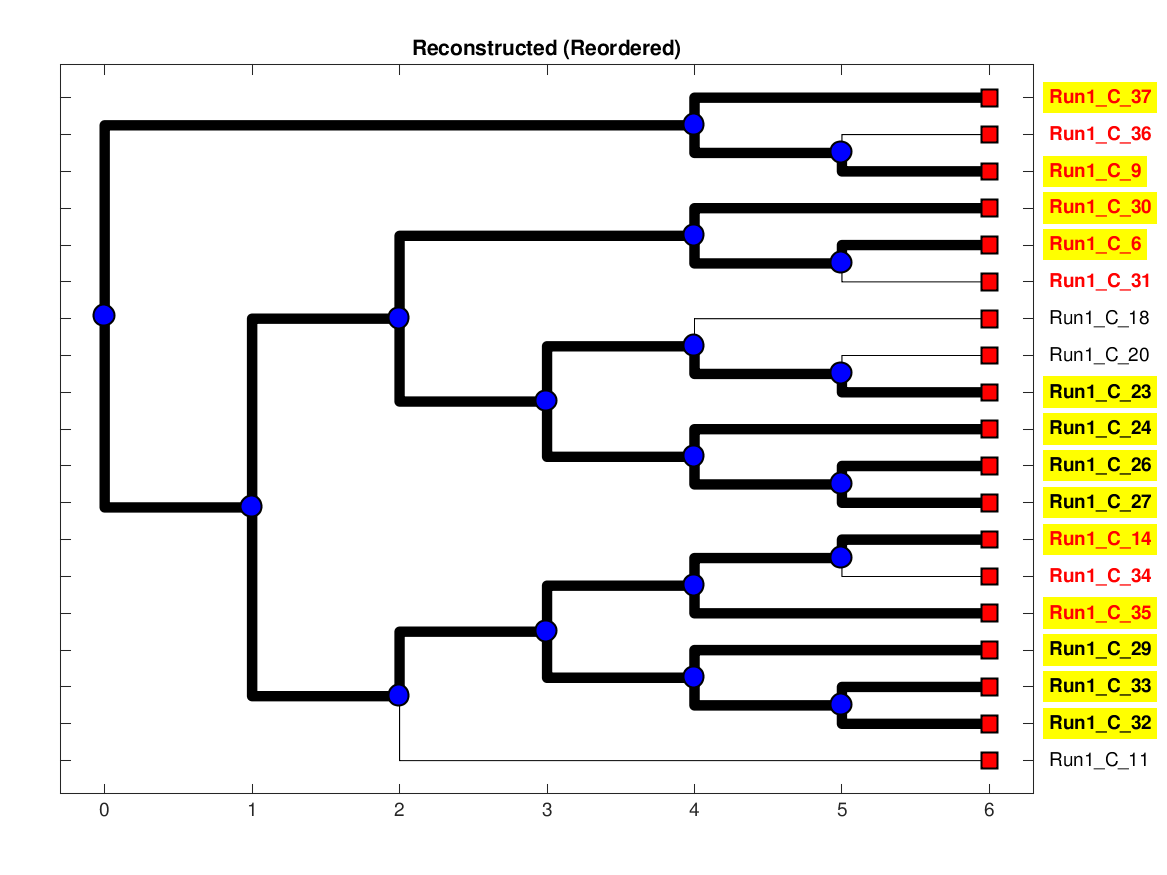 Reconstructed (Reordered)
Run1_C_37
Run1_C_36
Run1_C_9
Run1_C_30
Run1_C_6
Run1_C_31
Run1_C_18
Run1_C_20
Run1_C_23
Run1_C_24
Run1_C_26
Run1_C_27
Run1_C_14
Run1_C_34
Run1_C_35
Run1_C_29
Run1_C_33
Run1_C_32
Run1_C_11
0 1 2 3 4 5 6